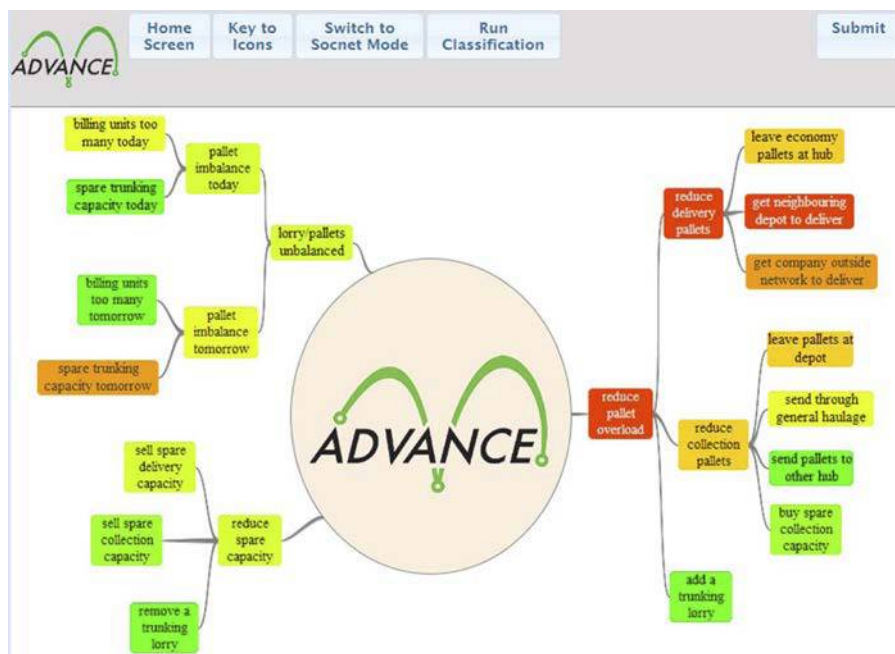 ADVANCE
Home
Screen
Key to
Icons
Switch to
Socnet Mode
Run
Classification
Submit
billing units too
many today
spare trunking
capacity today
pallet
imbalance
today
lorry/pallets
unbalanced
billing units
too many
tomorrow
spare trunking
capacity tomorrow
pallet
imbalance
tomorrow
sell spare
delivery
capacity
sell spare
collection
capacity
remove a
trunking
lorry
reduce
spare
capacity
ADVANCE
reduce
pallet
overload
reduce
delivery
pallets
leave economy
pallets at hub
get neighbouring
depot to deliver
get company outside
network to deliver
reduce
collection
pallets
leave pallets at
depot
send through
general haulage
send pallets to
other hub
buy spare
collection
capacity
add a
trunking
lorry